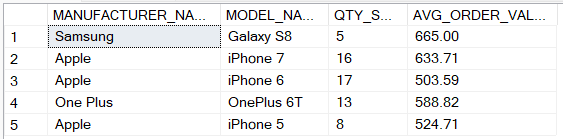 MANUFACTURER_NA... MODEL_NA... QTY_S... AVG_ORDER_VAL...
1 Samsung Galaxy S8 5 665.00
2 Apple iPhone 7 16 633.71
3 Apple iPhone 6 17 503.59
4 One Plus OnePlus 6T 13 588.82
5 Apple iPhone 5 8 524.71